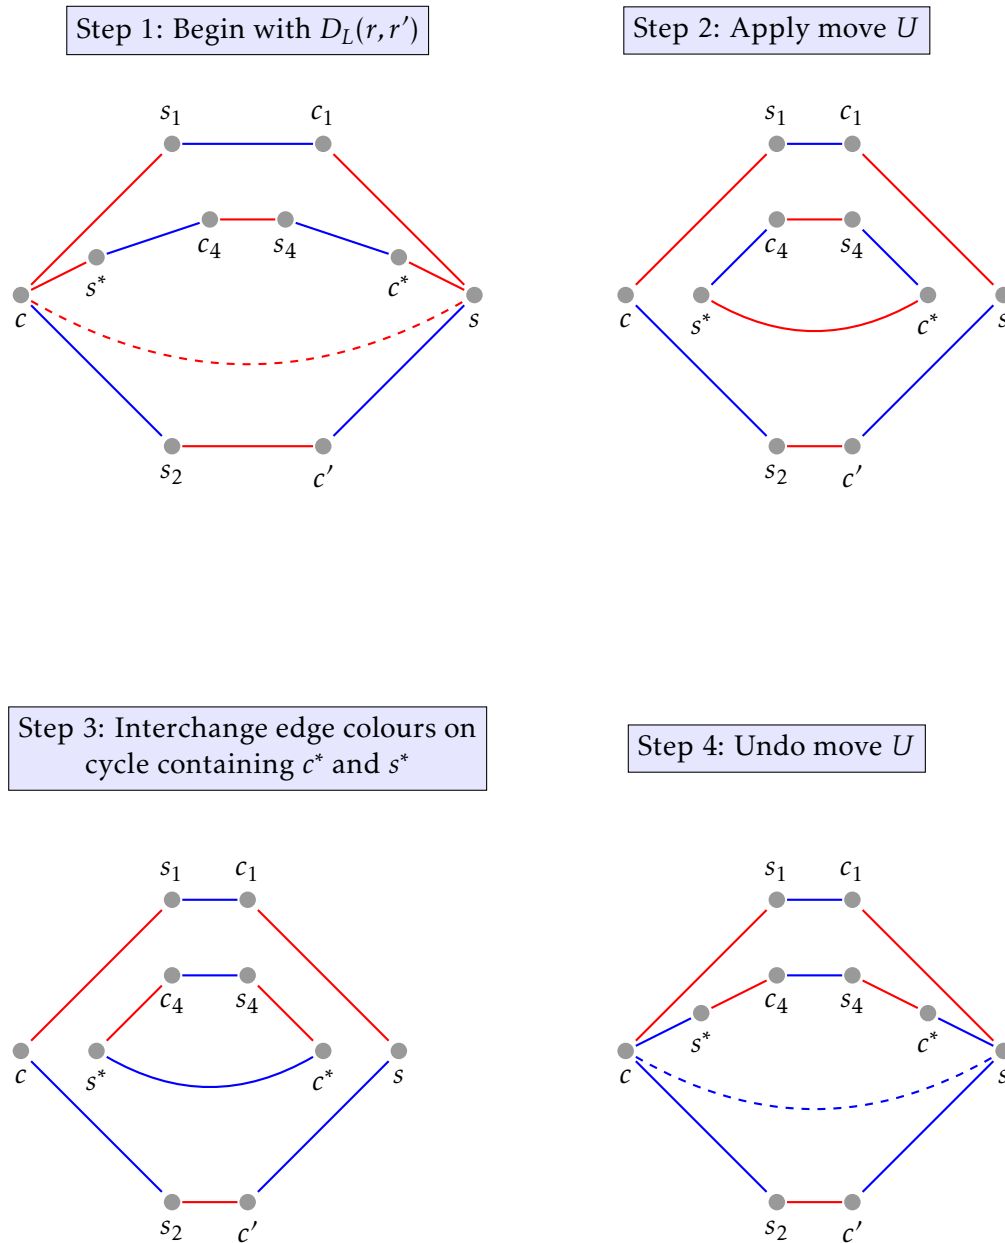 Step 1: Begin with D_L(r, r′)
Step 2: Apply move U
s₁ c₁
s₁ c₁
c₄ s₄
c₄ s₄
s* c*
c s
c s* c* s
s₂ c′
s₂ c′
Step 3: Interchange edge colours on
cycle containing c* and s*
Step 4: Undo move U
s₁ c₁
s₁ c₁
c₄ s₄
c₄ s₄
s* c*
c s* c* s
c s
s₂ c′
s₂ c′